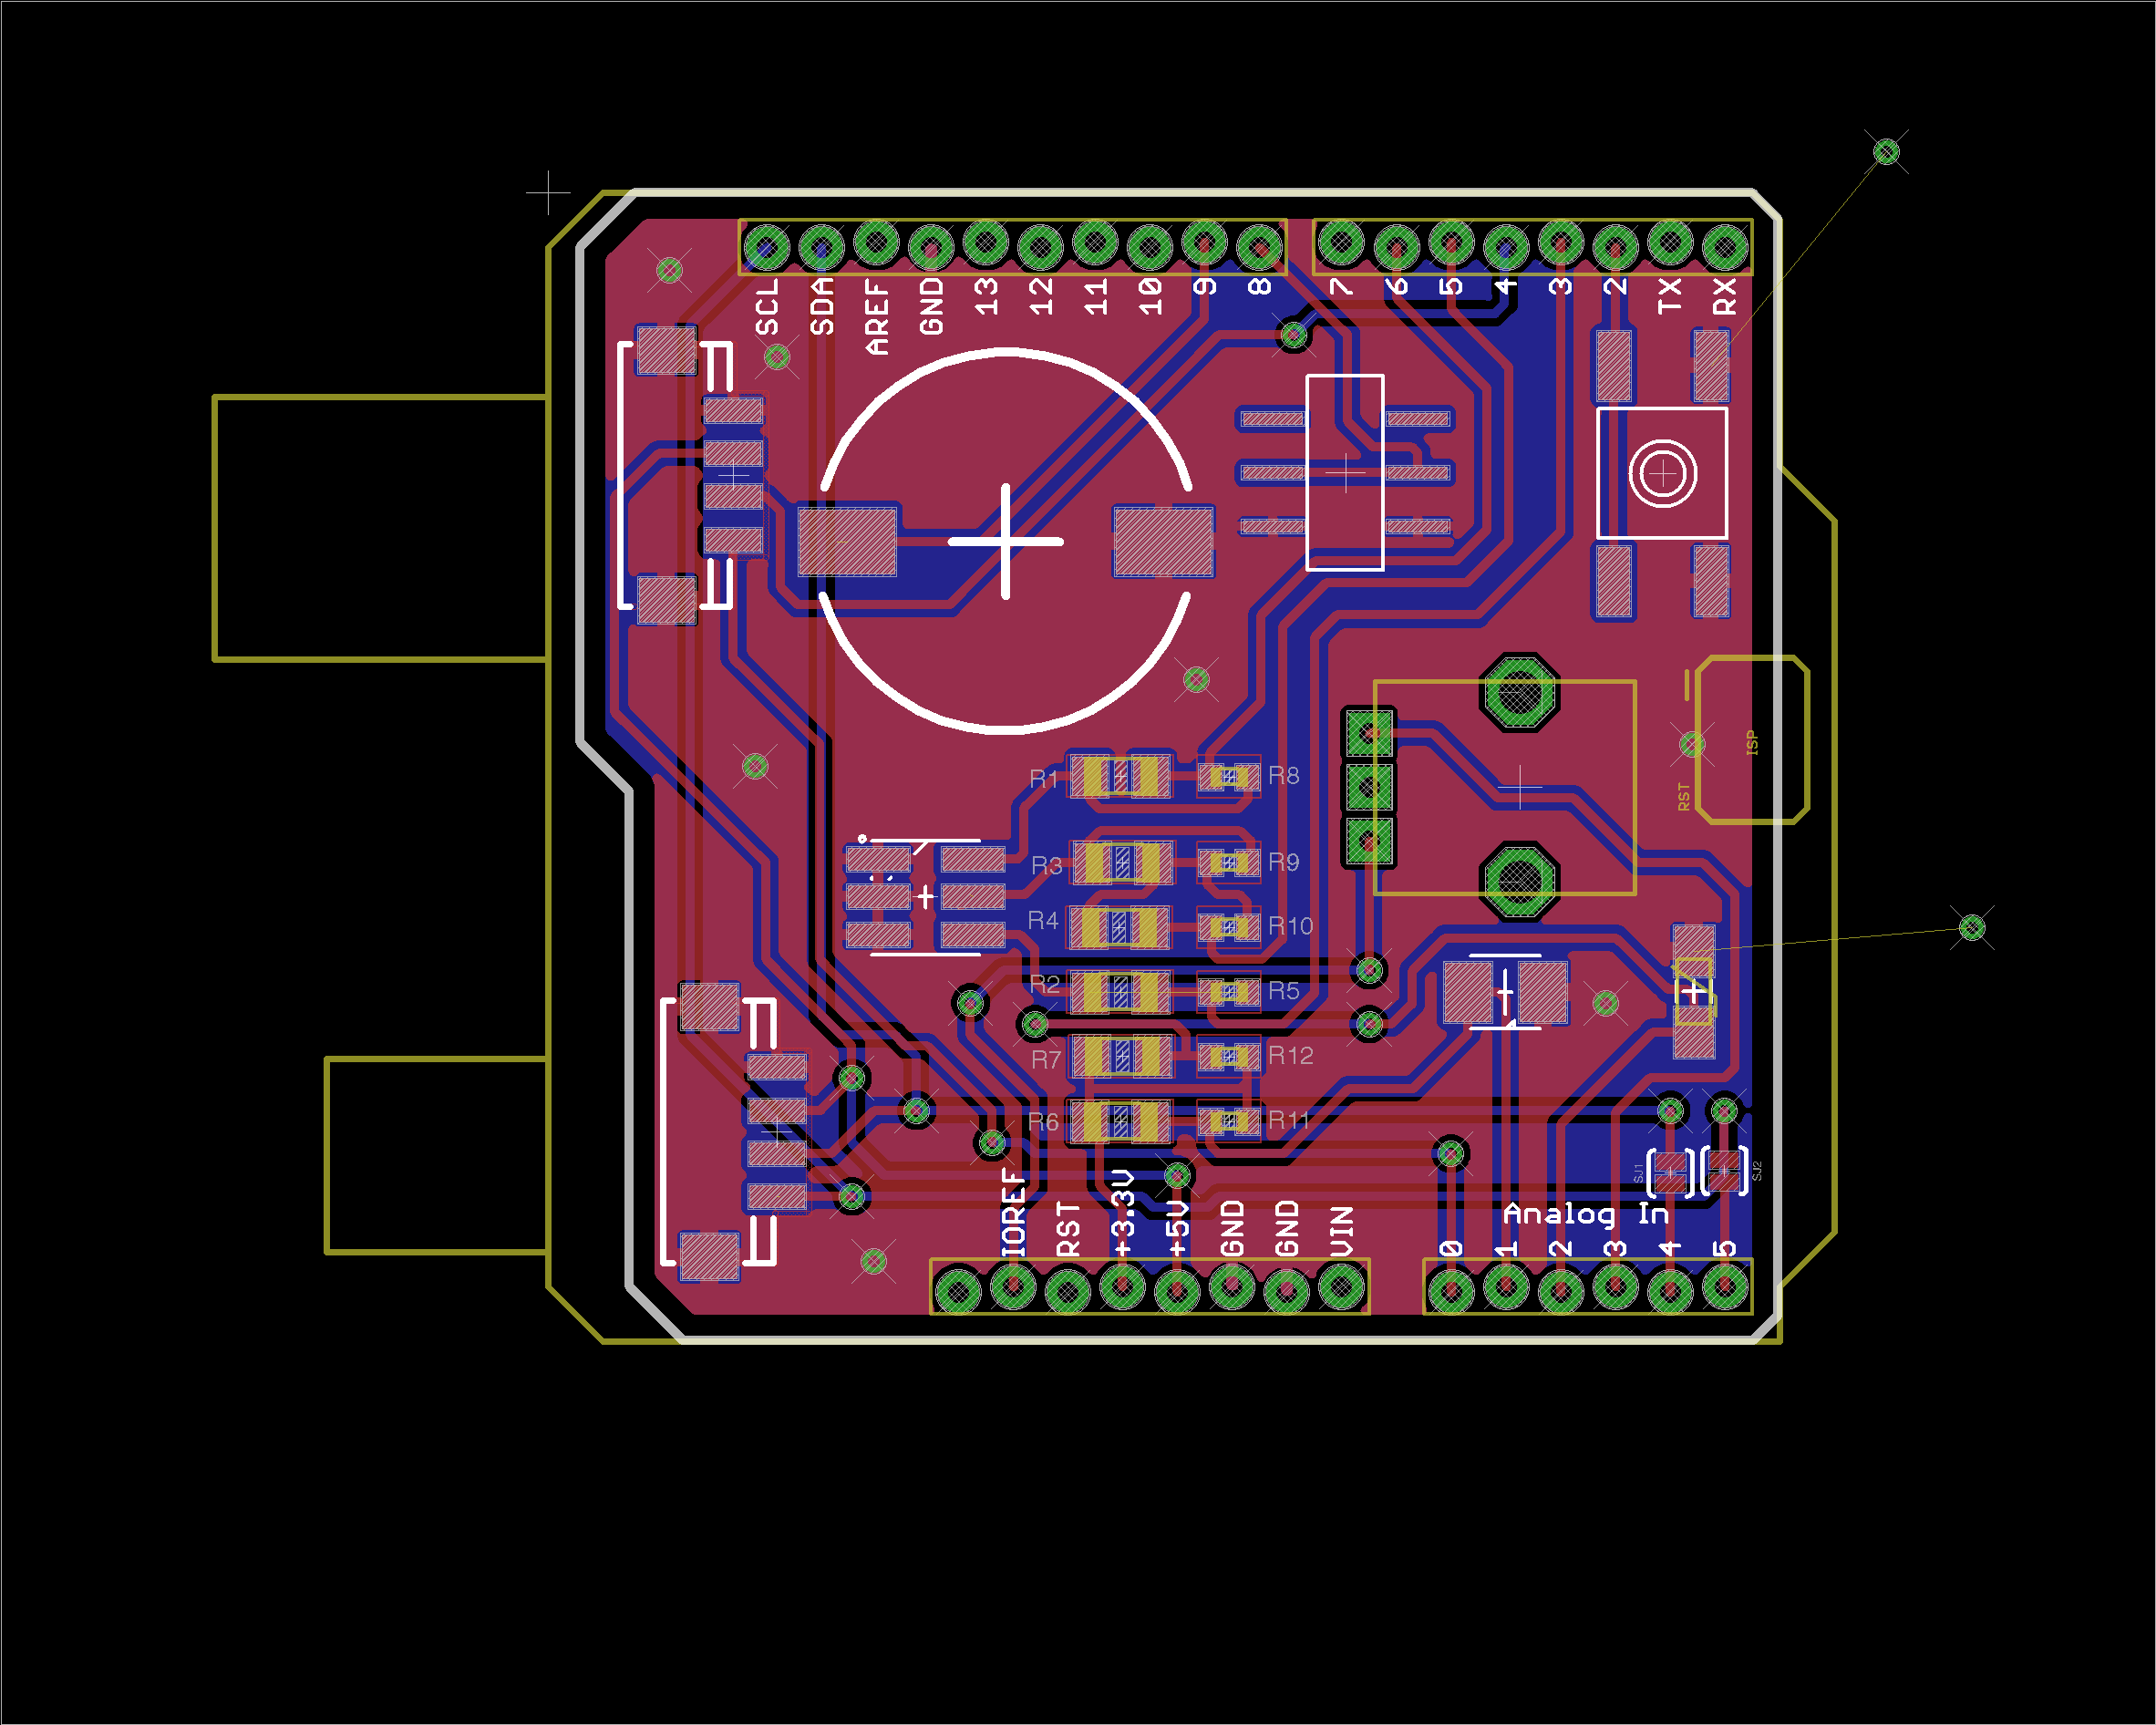 SCL
SDA
AREF
GND
13
12
11
10
9
8
7
6
5
4
3
2
TX
RX
ISP
RST
R1
R8
R3
R9
R4
R10
R2
R5
R7
R12
R6
R11
SJ1
SJ2
IOREF
RST
+3.3V
+5V
GND
GND
VIN
Analog In
0
1
2
3
4
5